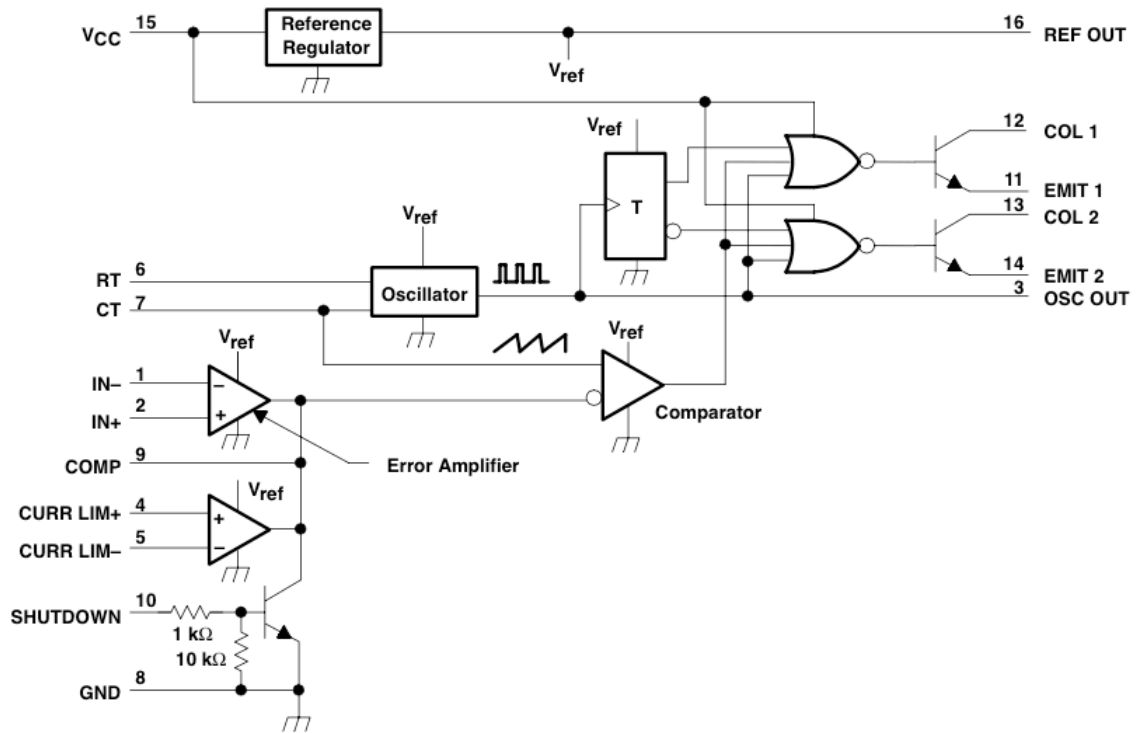 VCC
15
Reference
Regulator
16
REF OUT
Vref
12
COL 1
Vref
T
11
EMIT 1
13
COL 2
Vref
14
EMIT 2
RT
6
Oscillator
3
OSC OUT
CT
7
Vref
Vref
IN–
1
–
Comparator
IN+
2
+
COMP
9
Error Amplifier
Vref
CURR LIM+
4
+
CURR LIM–
5
–
SHUTDOWN
10
1 kΩ
10 kΩ
GND
8